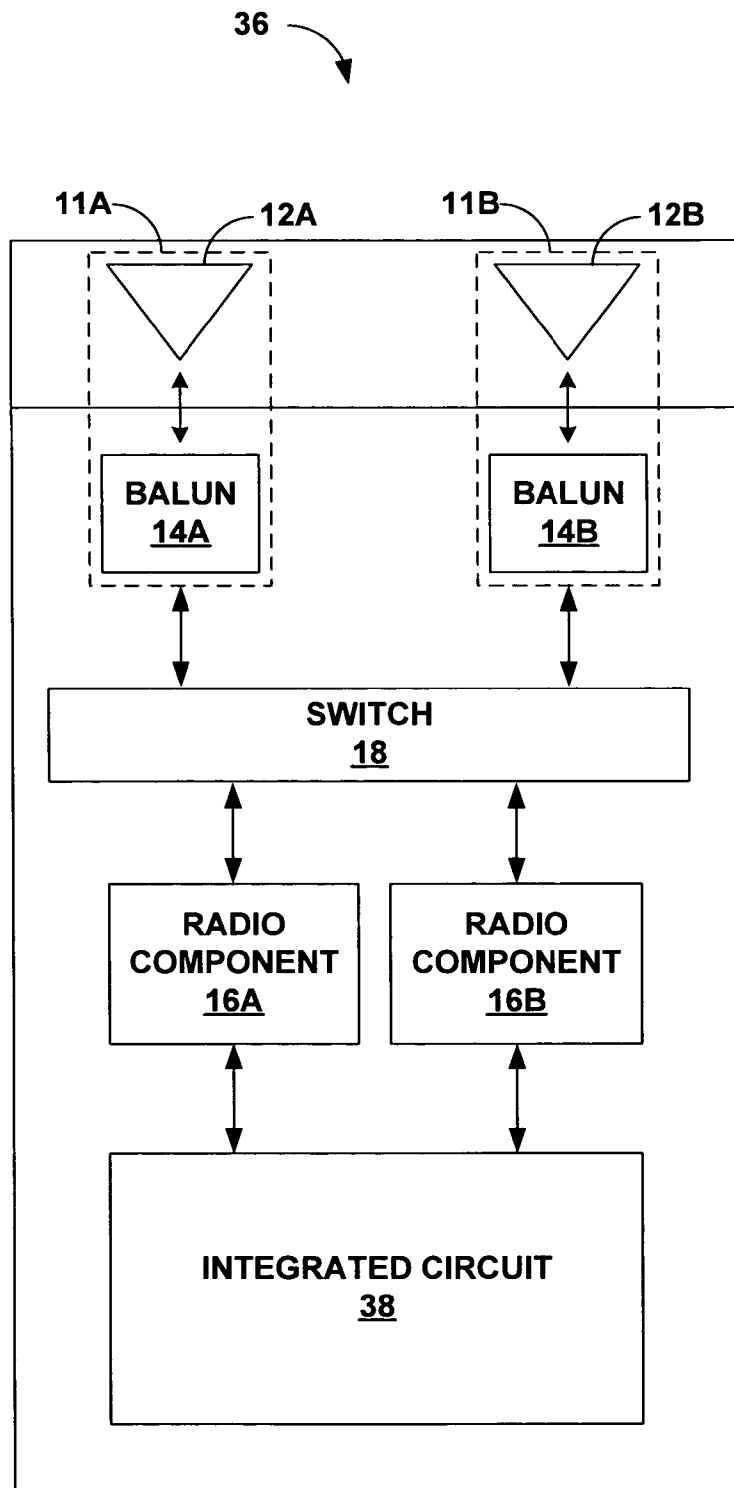 36
11A 12A 11B 12B
BALUN
14A
BALUN
14B
SWITCH
18
RADIO
COMPONENT
16A
RADIO
COMPONENT
16B
INTEGRATED CIRCUIT
38